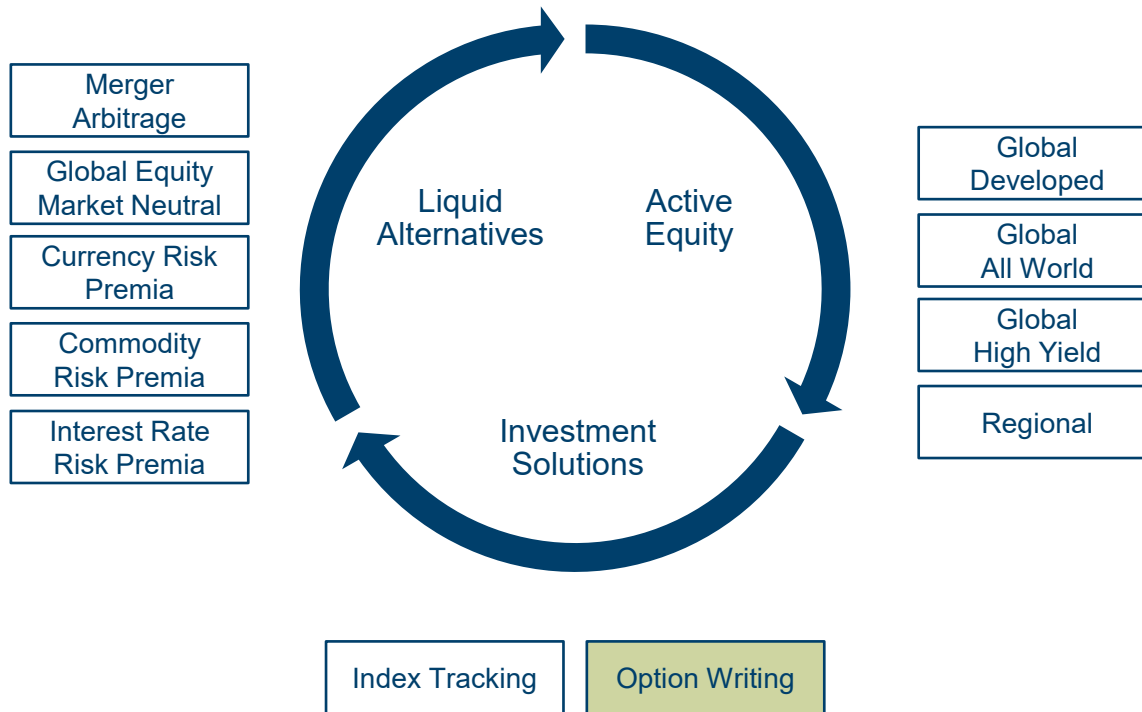 Merger
Arbitrage
Global Equity
Market Neutral
Currency Risk
Premia
Commodity
Risk Premia
Interest Rate
Risk Premia
Liquid
Alternatives
Active
Equity
Investment
Solutions
Global
Developed
Global
All World
Global
High Yield
Regional
Index Tracking
Option Writing